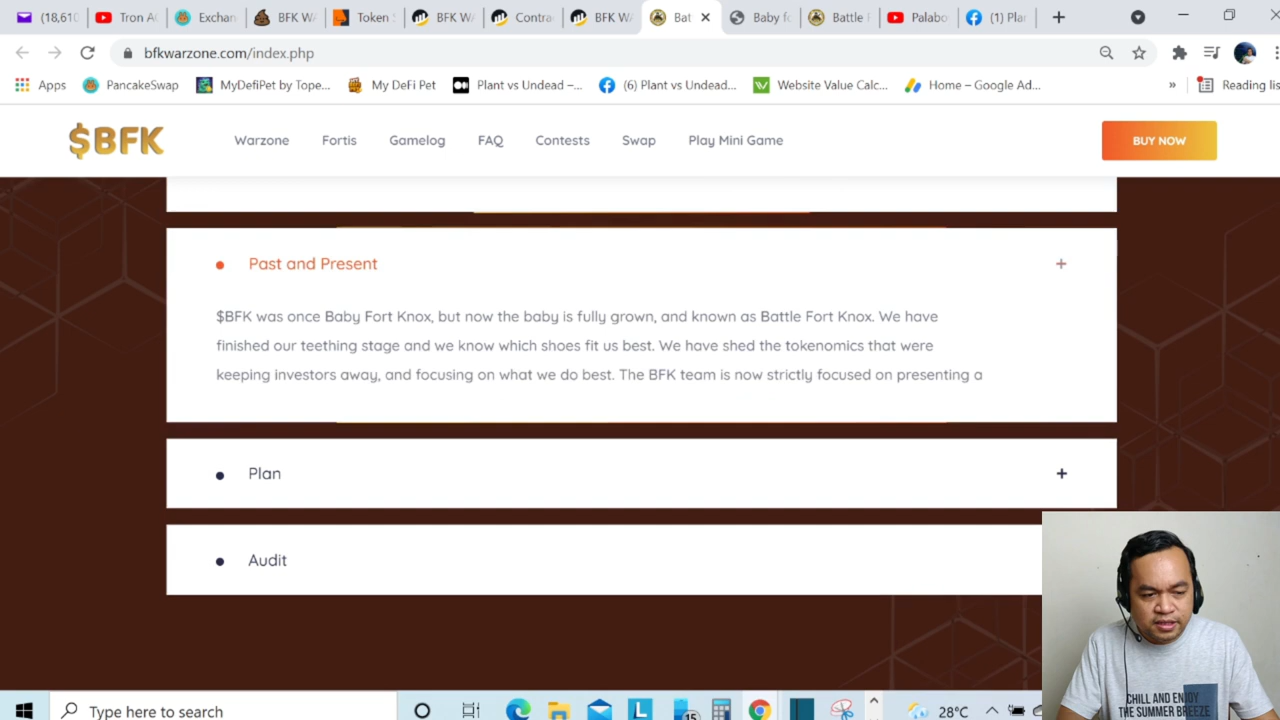 (18,610
Tron A
Exchan
BFK W
Token
BFK W
Contra
BFK W
Bat
Baby fo
Battle F
Palabo
(1) Plan
bfkwarzone.com/index.php
Apps
PancakeSwap
MyDefiPet by Tope...
My DeFi Pet
Plant vs Undead –...
(6) Plant vs Undead...
Website Value Calc...
Home – Google Ad...
»
Reading lis
$BFK
Warzone
Fortis
Gamelog
FAQ
Contests
Swap
Play Mini Game
BUY NOW
Past and Present
$BFK was once Baby Fort Knox, but now the baby is fully grown, and known as Battle Fort Knox. We have
finished our teething stage and we know which shoes fit us best. We have shed the tokenomics that were
keeping investors away, and focusing on what we do best. The BFK team is now strictly focused on presenting a
Plan
Audit
CHILL AND ENJOY
THE SUMMER BREEZE
Type here to search
15
28°C